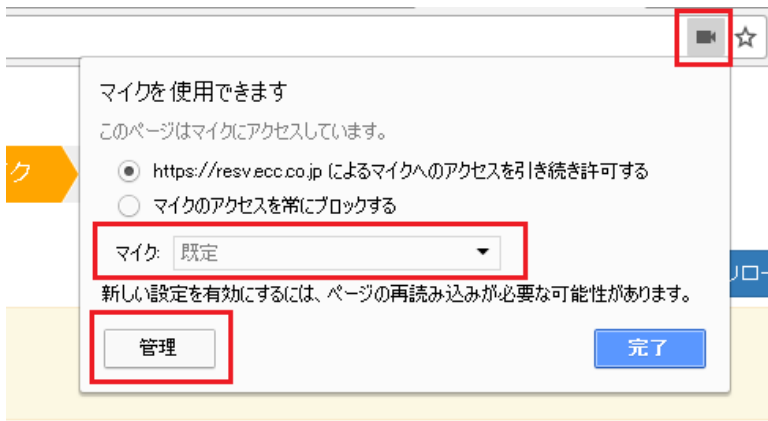 マイクを使用できます
このページはマイクにアクセスしています。
イク
https://resv.ecc.co.jp によるマイクへのアクセスを引き続き許可する
マイクのアクセスを常にブロックする
マイク: 既定
リロー
新しい設定を有効にするには、ページの再読み込みが必要な可能性があります。
管理
完了